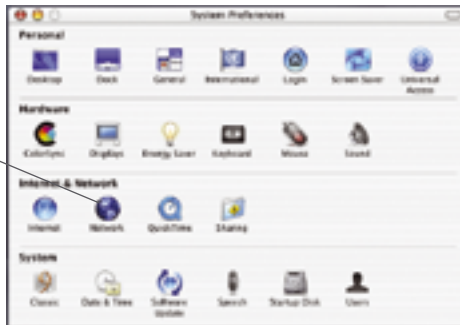 System Preferences
Personal
Desktop Dock General International Login Screen Saver Universal Access
Hardware
ColorSync Displays Energy Saver Keyboard Mouse Sound
Internet & Network
Internet Network QuickTime Sharing
System
Classic Date & Time Software Update Speech Startup Disk Users